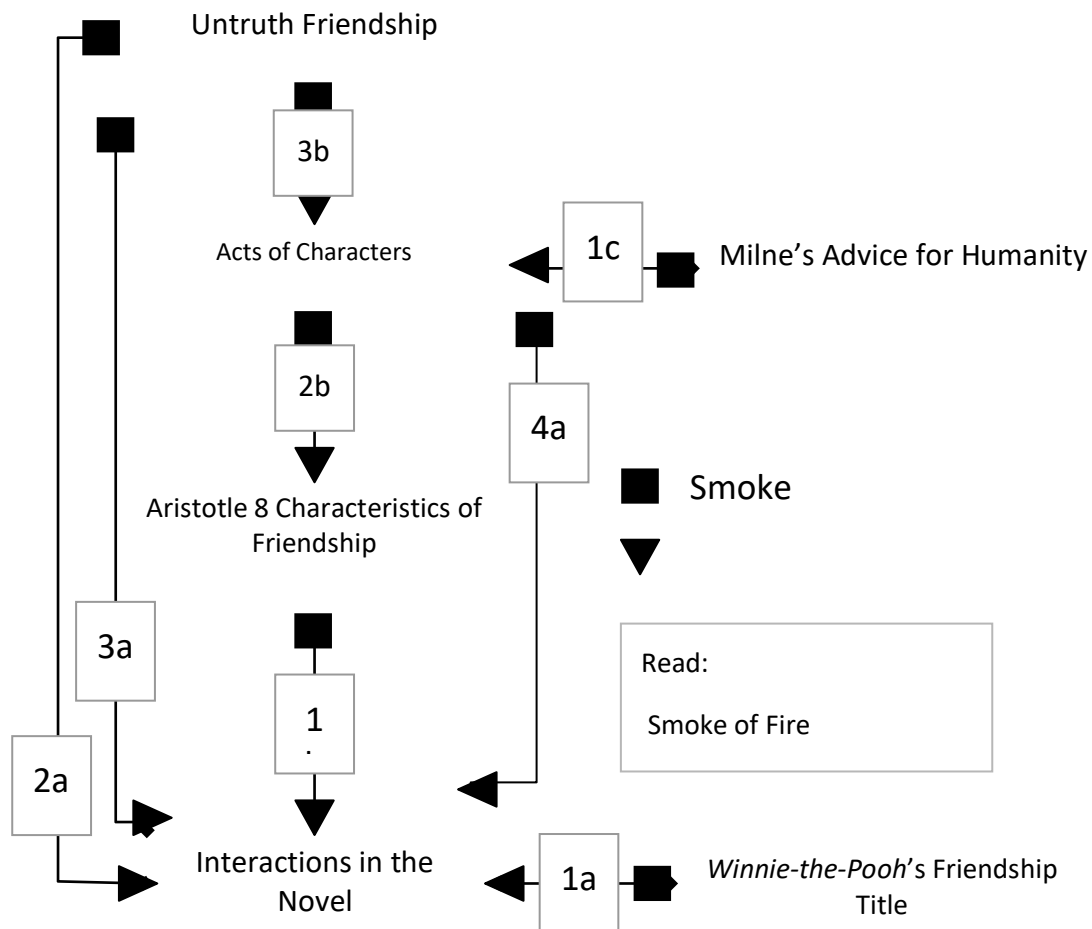 Untruth Friendship
3b
Acts of Characters
1c
Milne’s Advice for Humanity
2b
4a
Aristotle 8 Characteristics of
Friendship
Smoke
3a
1
.
Read:
Smoke of Fire
2a
Interactions in the
Novel
1a
Winnie-the-Pooh’s Friendship
Title